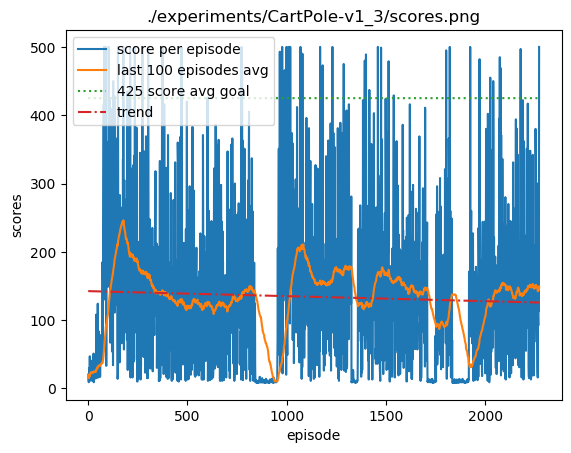 ./experiments/CartPole-v1_3/scores.png
score per episode
last 100 episodes avg
425 score avg goal
trend
500
400
300
200
100
0
scores
0
500
1000
1500
2000
episode